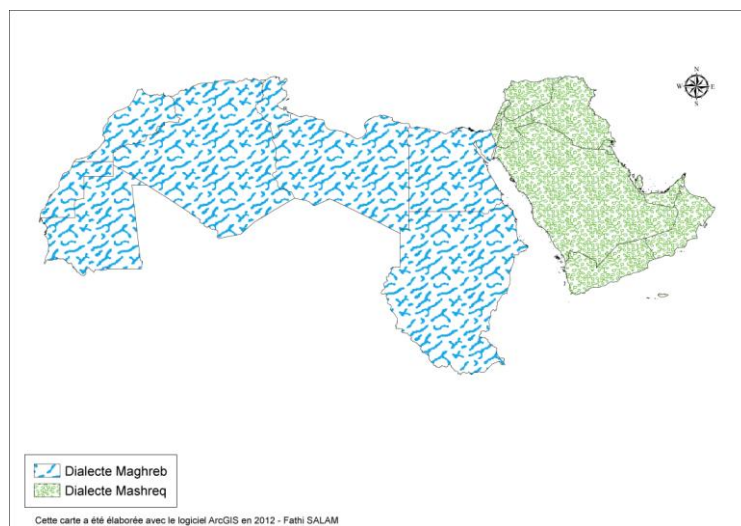 N
W E
S
Dialecte Maghreb
Dialecte Mashreq
Cette carte a été élaborée avec le logiciel ArcGIS en 2012 - Fathi SALAM